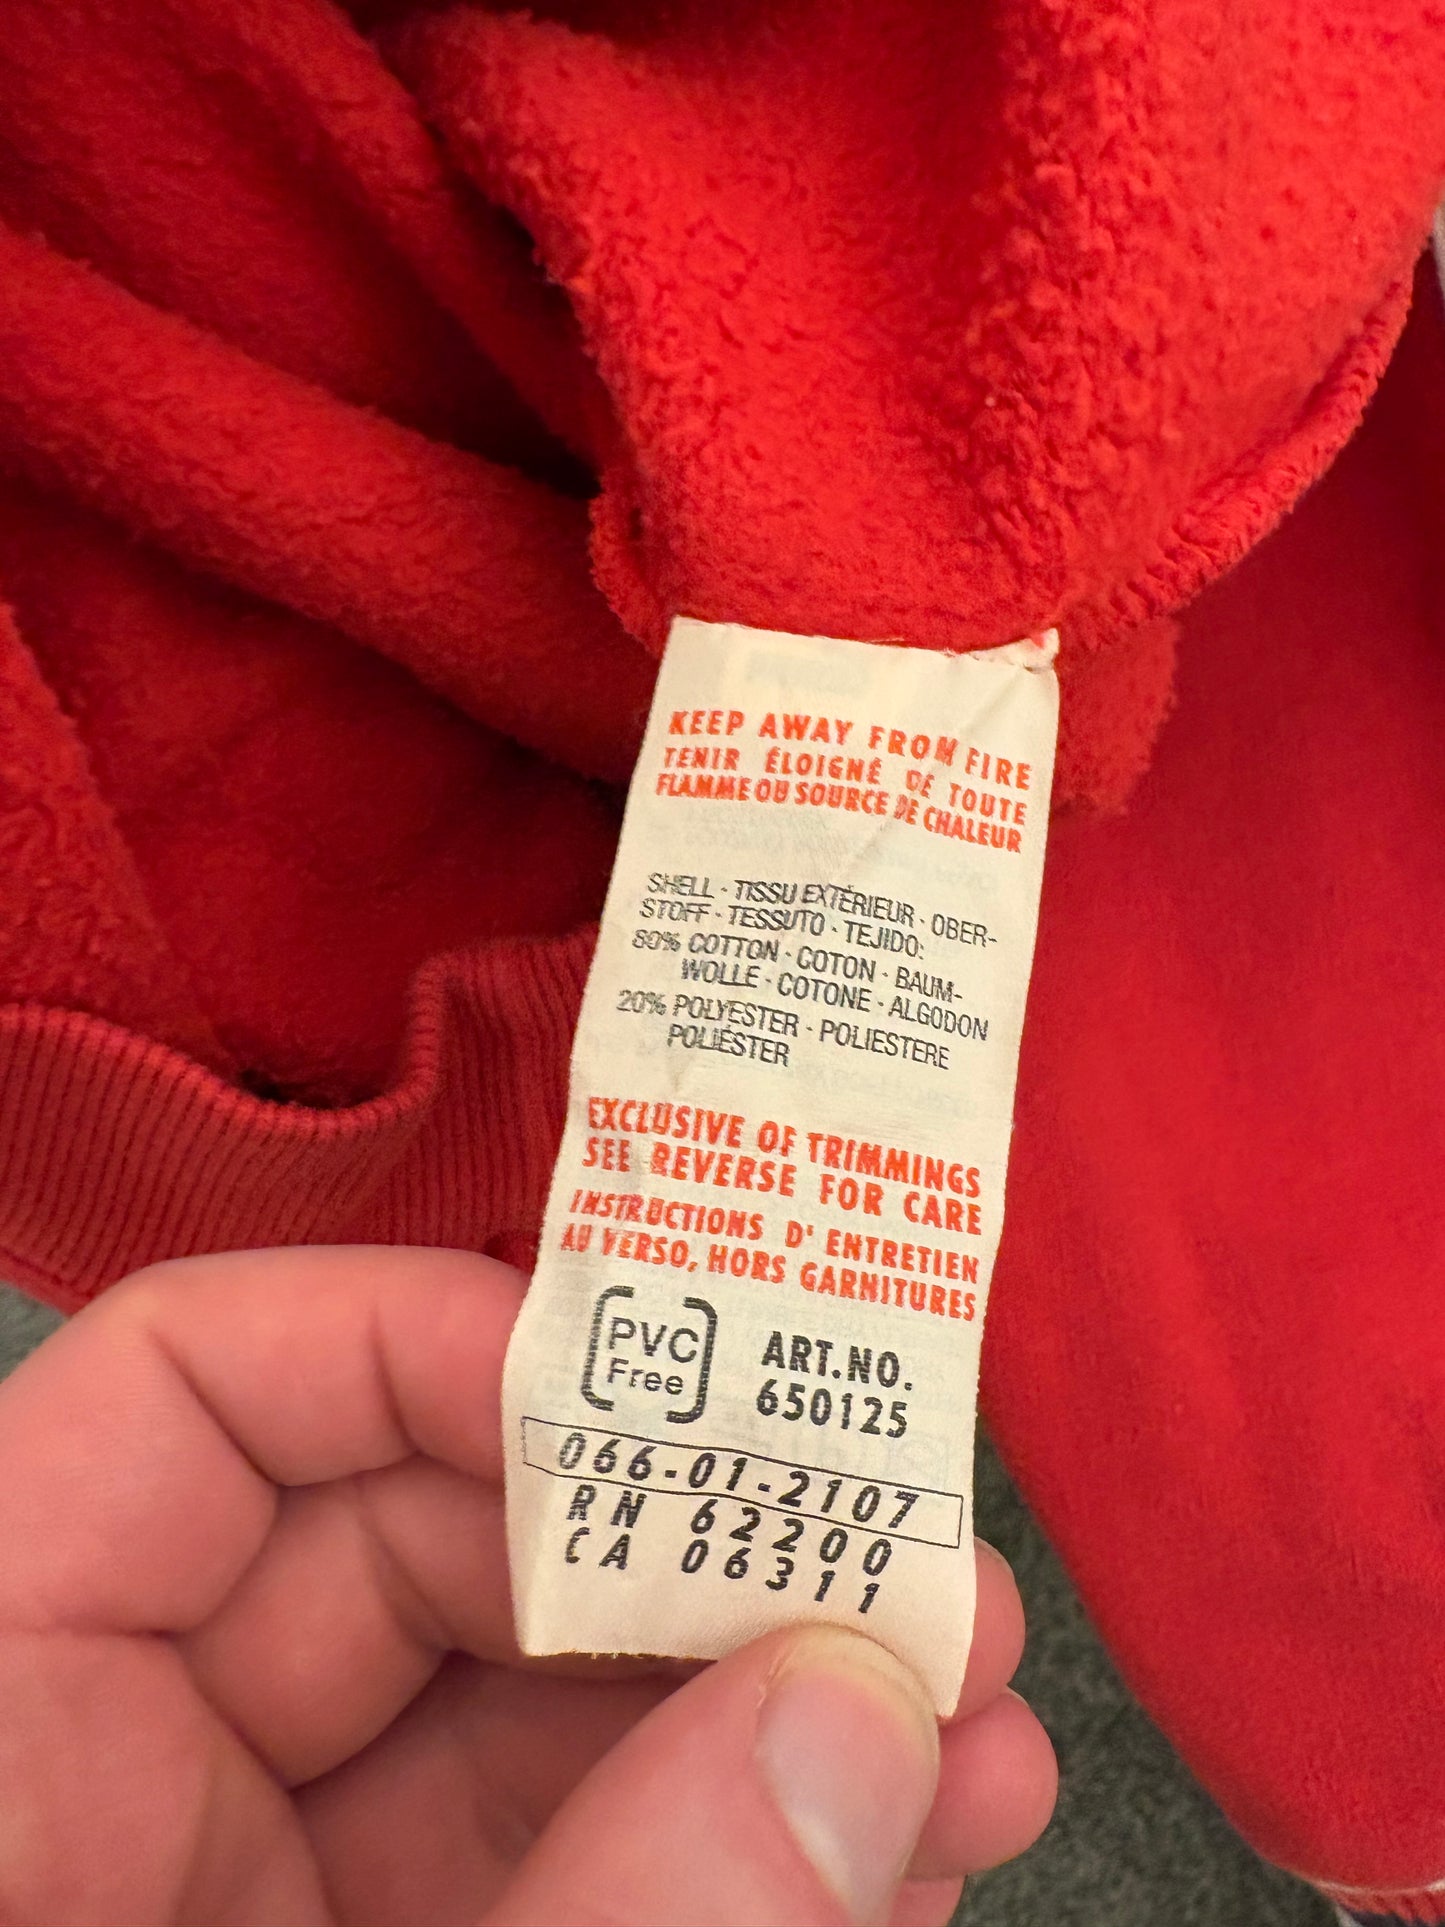 KEEP AWAY FROM FIRE
TENIR ÉLOIGNÉ DE TOUTE
FLAMME OU SOURCE DE CHALEUR
SHELL · TISSU EXTÉRIEUR · OBER-
STOFF · TESSUTO · TEJIDO:
80% COTTON · COTON · BAUM-
WOLLE · COTONE · ALGODON
20% POLYESTER · POLIESTERE
POLIÉSTER
EXCLUSIVE OF TRIMMINGS
SEE REVERSE FOR CARE
INSTRUCTIONS D' ENTRETIEN
AU VERSO, HORS GARNITURES
PVC
Free
ART.NO.
650125
066-01-2107
RN 62200
CA 06311